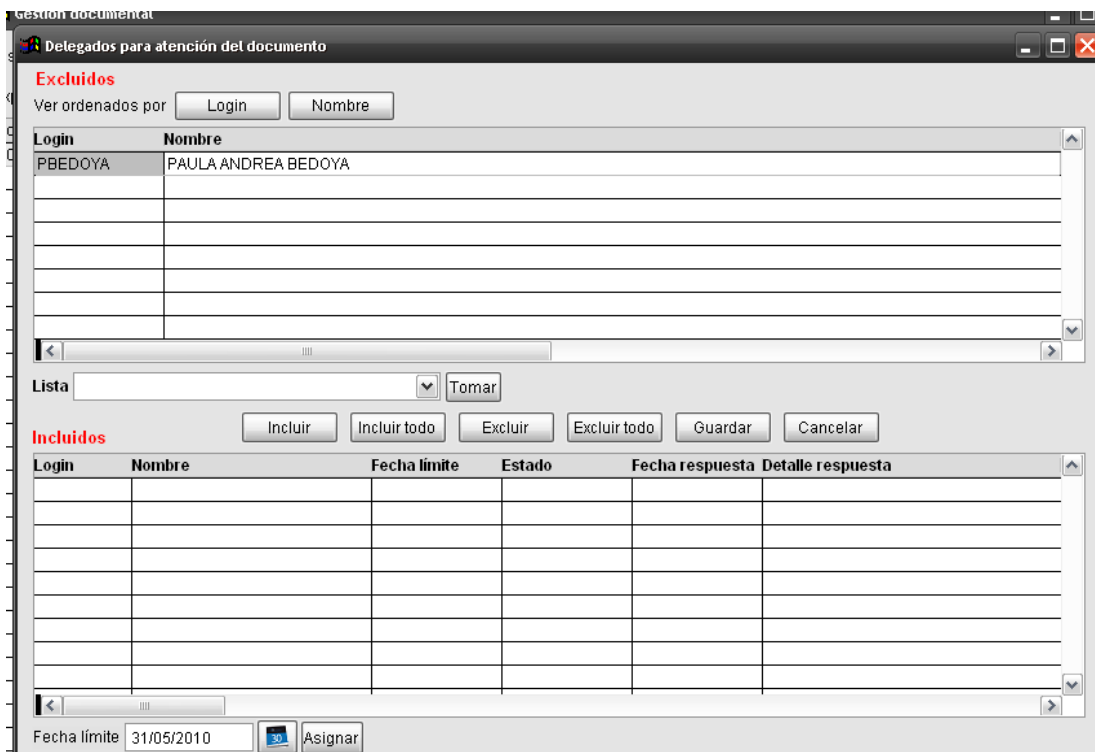 Gestión documental
Delegados para atención del documento
Excluidos
Ver ordenados por Login Nombre
Login Nombre
PBEDOYA PAULA ANDREA BEDOYA
Lista Tomar
Incluir Incluir todo Excluir Excluir todo Guardar Cancelar
Incluidos
Login Nombre Fecha límite Estado Fecha respuesta Detalle respuesta
Fecha límite 31/05/2010 30 Asignar